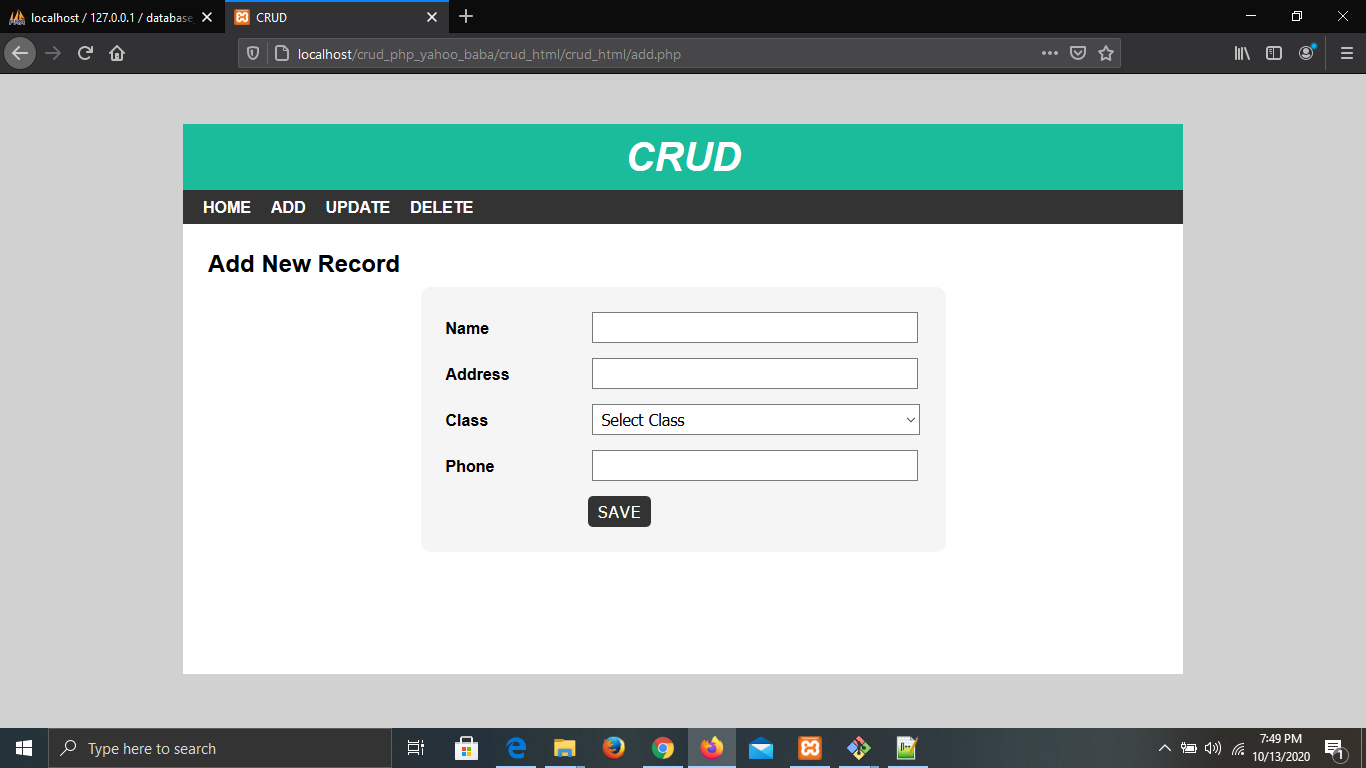 localhost / 127.0.0.1 / database
CRUD
localhost/crud_php_yahoo_baba/crud_html/crud_html/add.php
CRUD
HOME ADD UPDATE DELETE
Add New Record
Name
Address
Class Select Class
Phone
SAVE
Type here to search
7:49 PM
10/13/2020
1